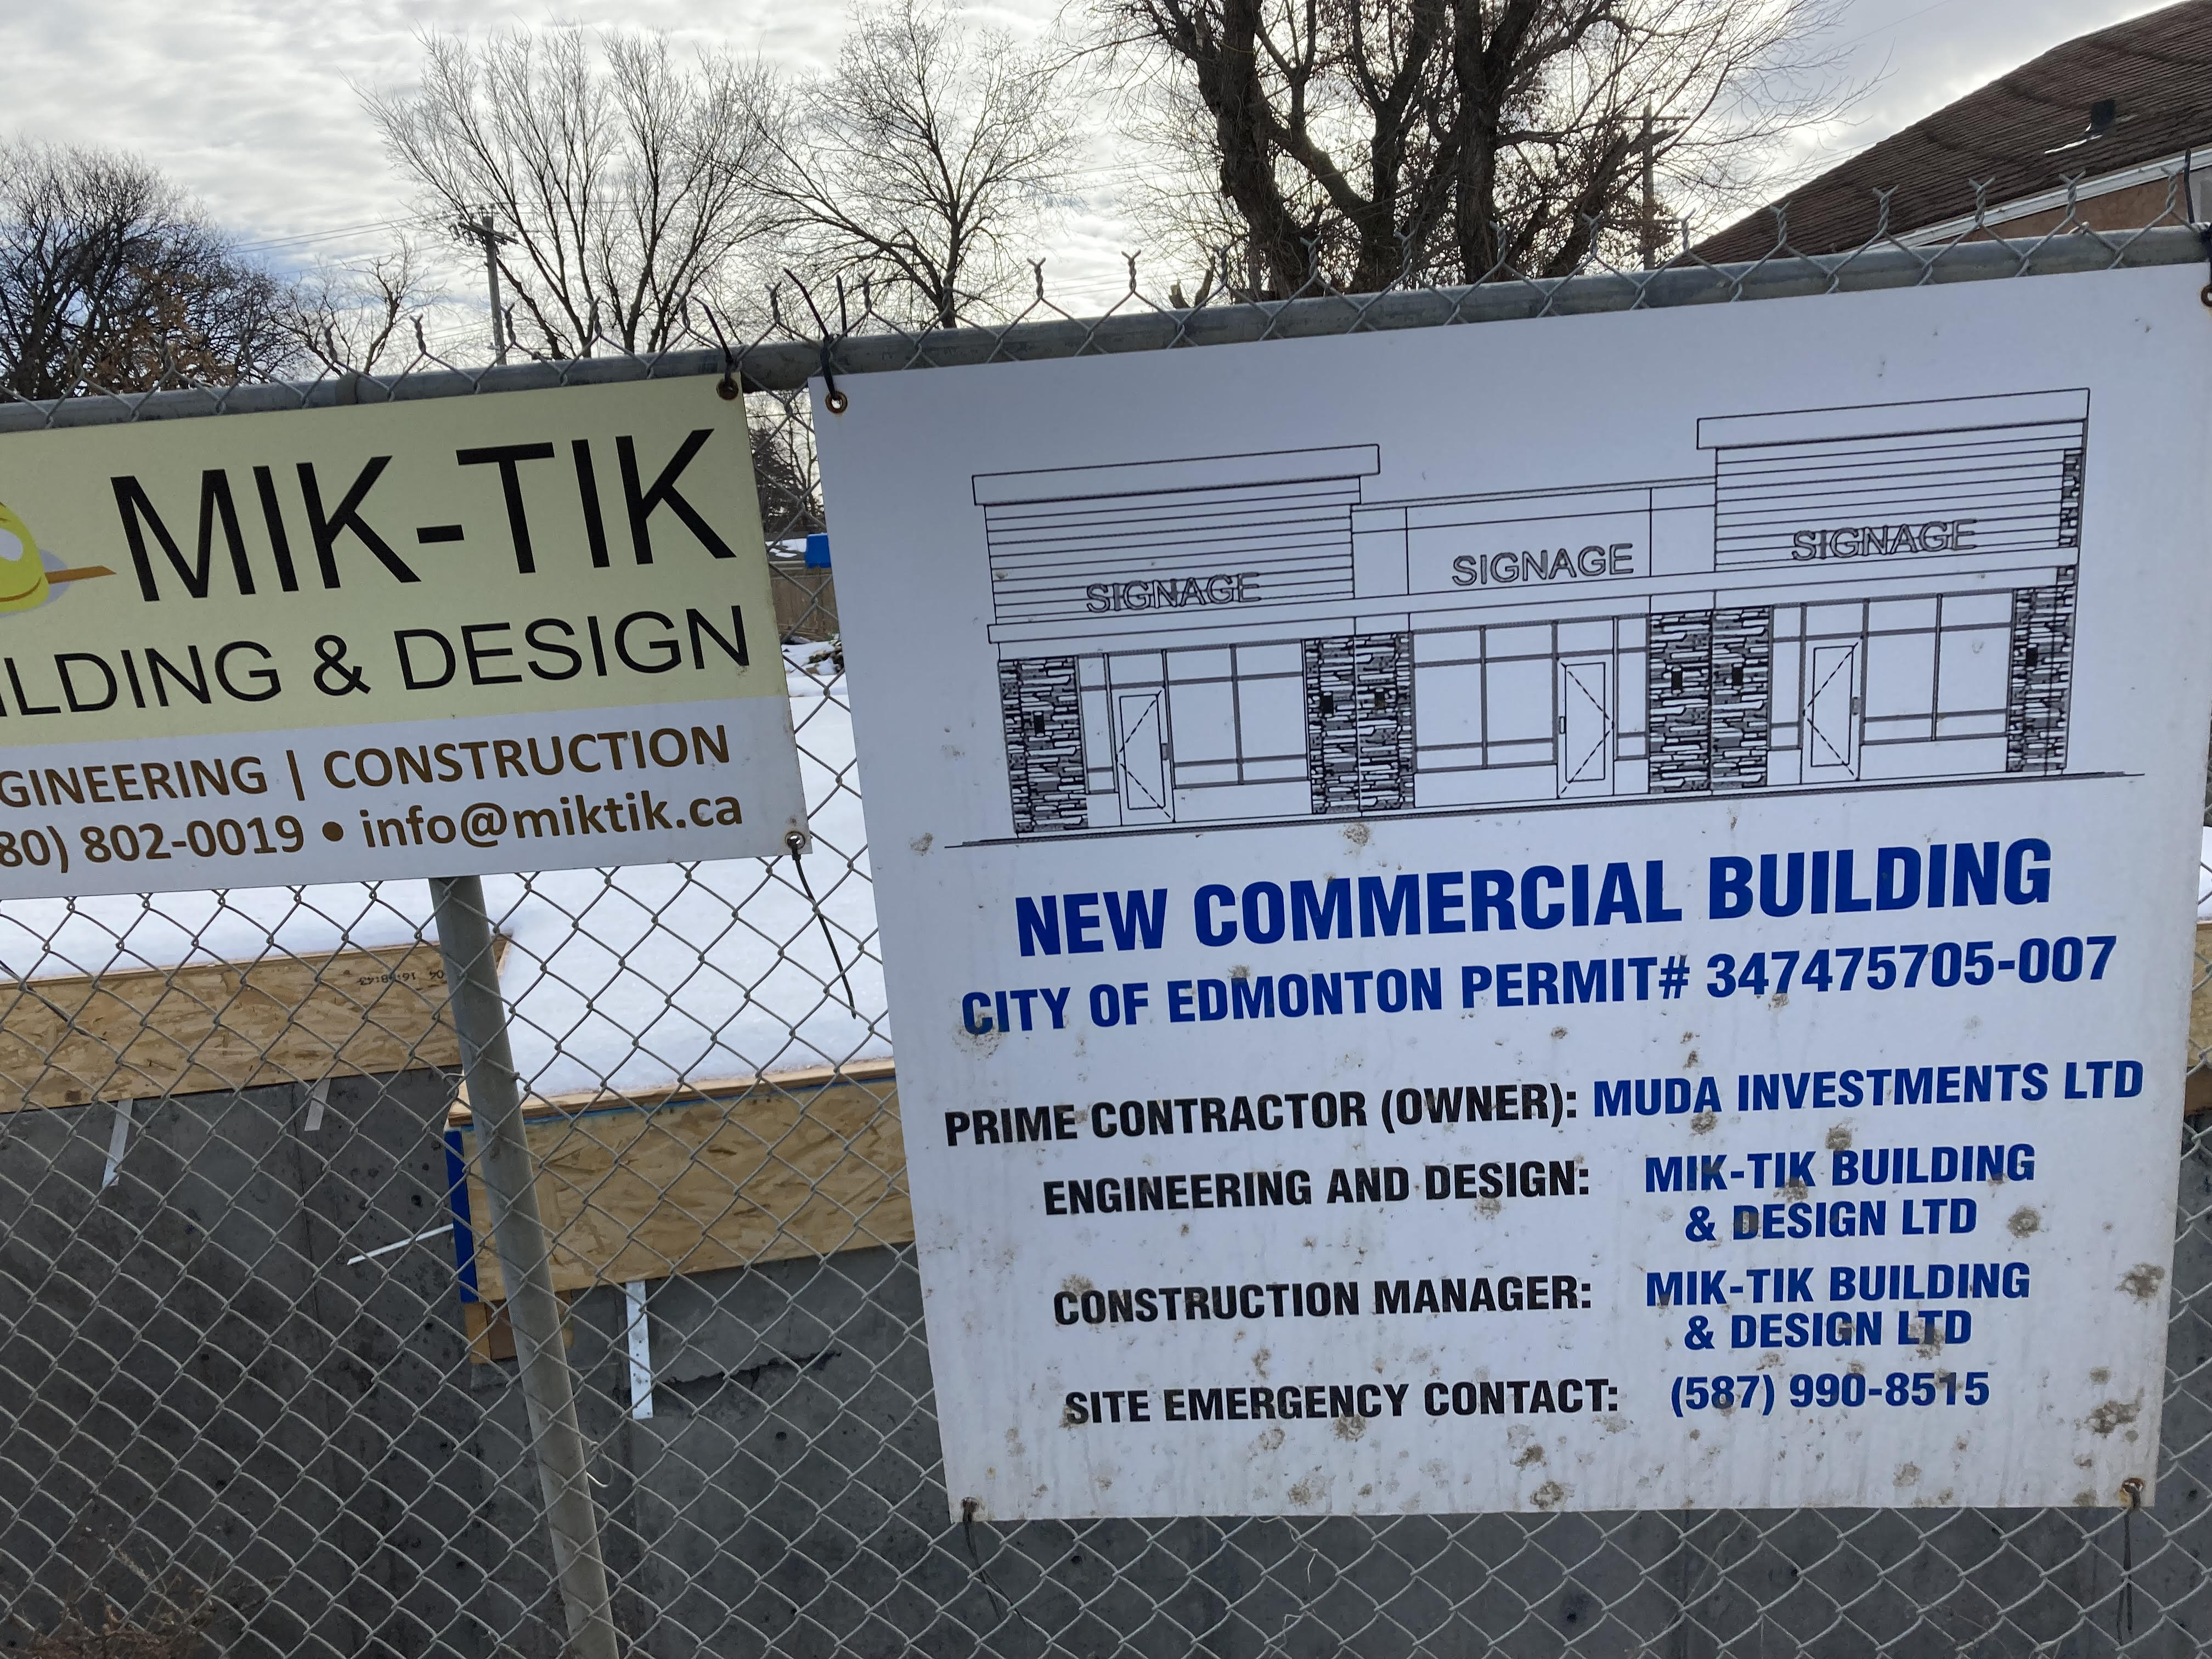 MIK-TIK
ILDING & DESIGN
GINEERING | CONSTRUCTION
80) 802-0019 • info@miktik.ca
SIGNAGE
SIGNAGE
SIGNAGE
NEW COMMERCIAL BUILDING
CITY OF EDMONTON PERMIT# 347475705-007
PRIME CONTRACTOR (OWNER): MUDA INVESTMENTS LTD
ENGINEERING AND DESIGN: MIK-TIK BUILDING
& DESIGN LTD
CONSTRUCTION MANAGER: MIK-TIK BUILDING
& DESIGN LTD
SITE EMERGENCY CONTACT: (587) 990-8515